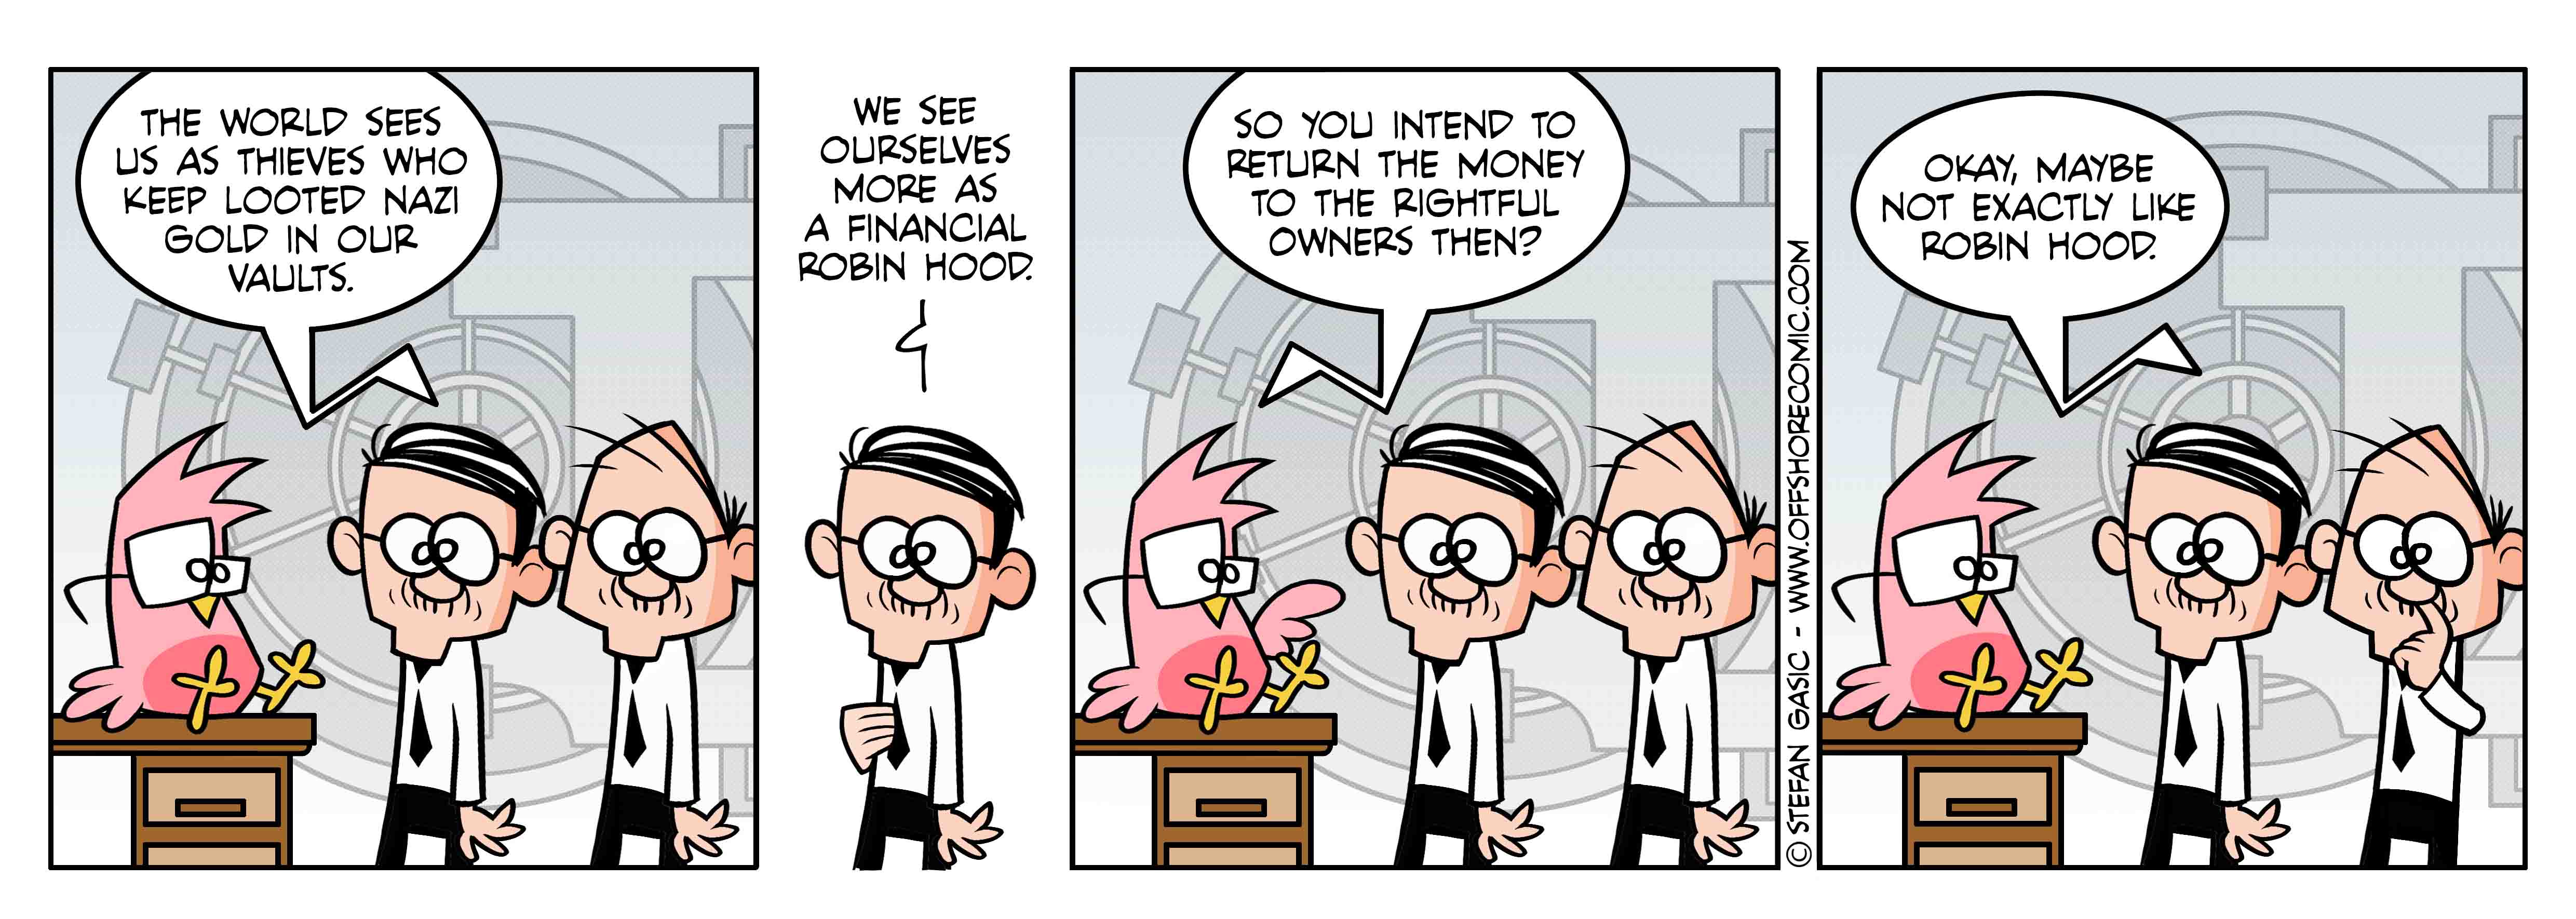 THE WORLD SEES
US AS THIEVES WHO
KEEP LOOTED NAZI
GOLD IN OUR
VAULTS.
WE SEE
OURSELVES
MORE AS
A FINANCIAL
ROBIN HOOD.
SO YOU INTEND TO
RETURN THE MONEY
TO THE RIGHTFUL
OWNERS THEN?
© STEFAN GASIC - WWW.OFFSHORECOMIC.COM
OKAY, MAYBE
NOT EXACTLY LIKE
ROBIN HOOD.